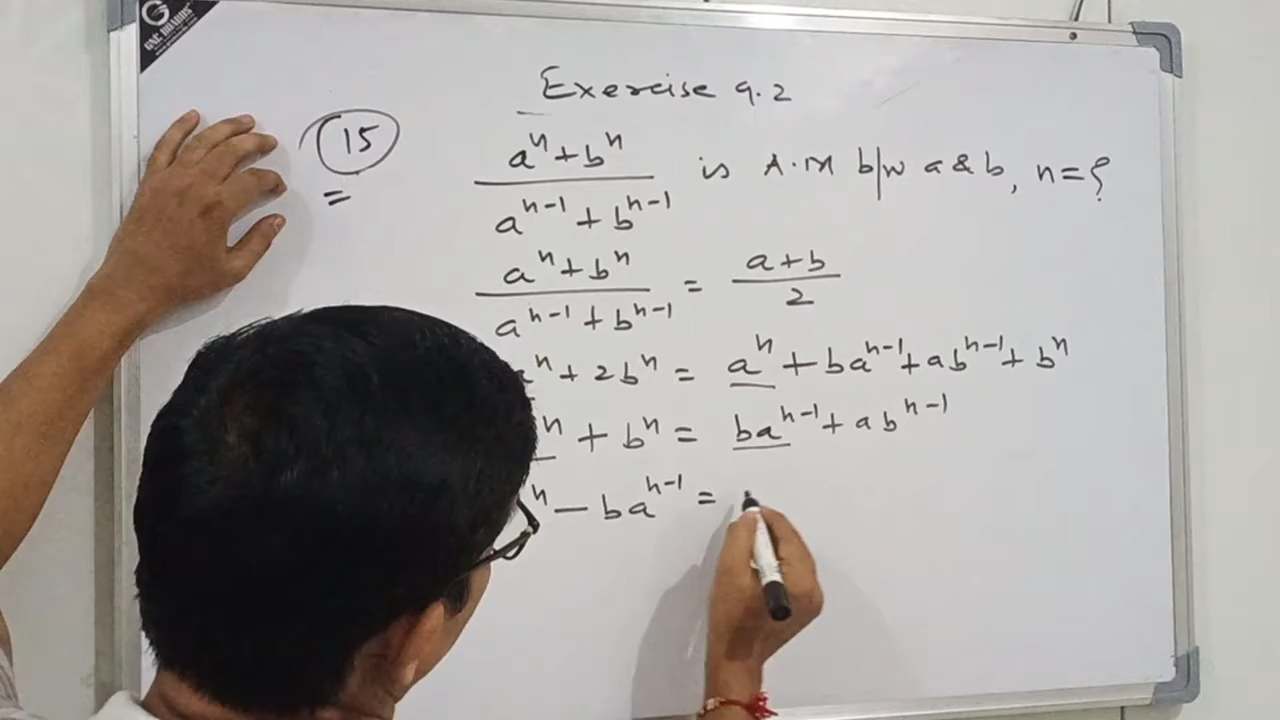 Exercise 9.2
15
aⁿ + bⁿ / aⁿ⁻¹ + bⁿ⁻¹ is A.M b/w a & b, n = ?
aⁿ + bⁿ / aⁿ⁻¹ + bⁿ⁻¹ = a + b / 2
ⁿ + 2bⁿ = aⁿ + baⁿ⁻¹ + abⁿ⁻¹ + bⁿ
ⁿ + bⁿ = baⁿ⁻¹ + abⁿ⁻¹
ⁿ - baⁿ⁻¹ =